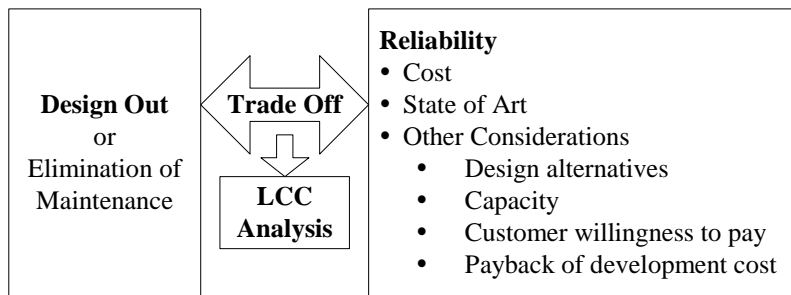 Design Out
or
Elimination of
Maintenance
Trade Off
LCC
Analysis
Reliability
• Cost
• State of Art
• Other Considerations
• Design alternatives
• Capacity
• Customer willingness to pay
• Payback of development cost